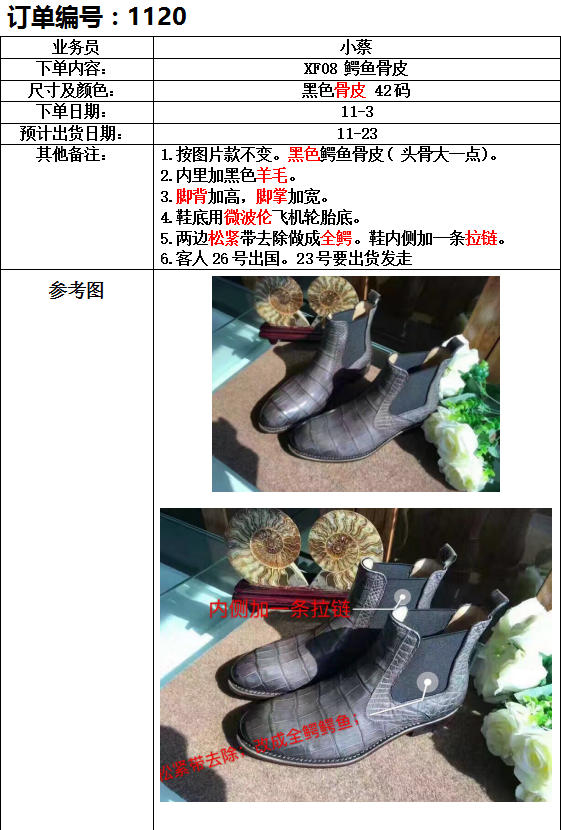 订单编号：1120
业务员 小蔡
下单内容： XF08 鳄鱼骨皮
尺寸及颜色： 黑色骨皮 42码
下单日期： 11-3
预计出货日期： 11-23
其他备注： 1.按图片款不变。黑色鳄鱼骨皮( 头骨大一点)。
2.内里加黑色羊毛。
3.脚背加高，脚掌加宽。
4.鞋底用微波伦飞机轮胎底。
5.两边松紧带去除做成全鳄。鞋内侧加一条拉链。
6.客人 26 号出国。23 号要出货发走
参考图
内侧加一条拉链
松紧带去除，改成全鳄鳄鱼；